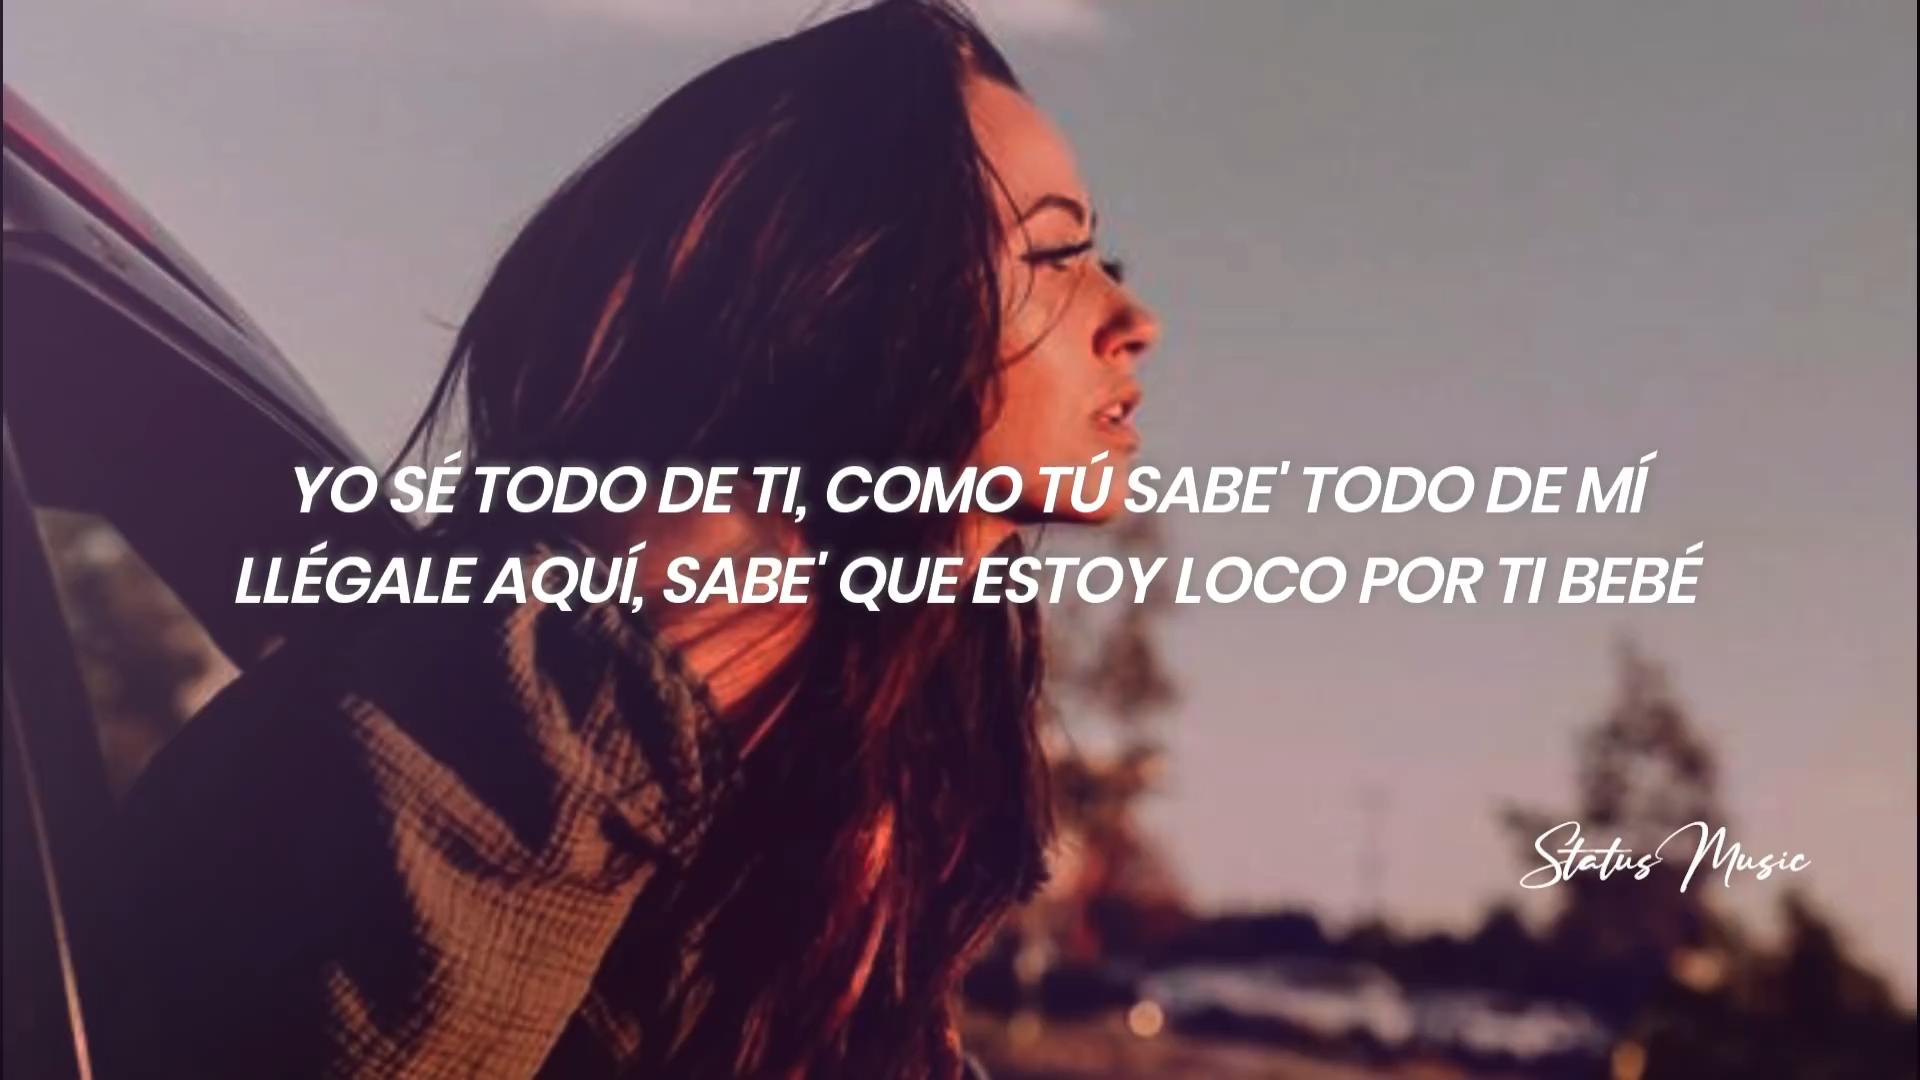 YO SÉ TODO DE TI, COMO TÚ SABE' TODO DE MÍ
LLÉGALE AQUÍ, SABE' QUE ESTOY LOCO POR TI BEBÉ
Status Music